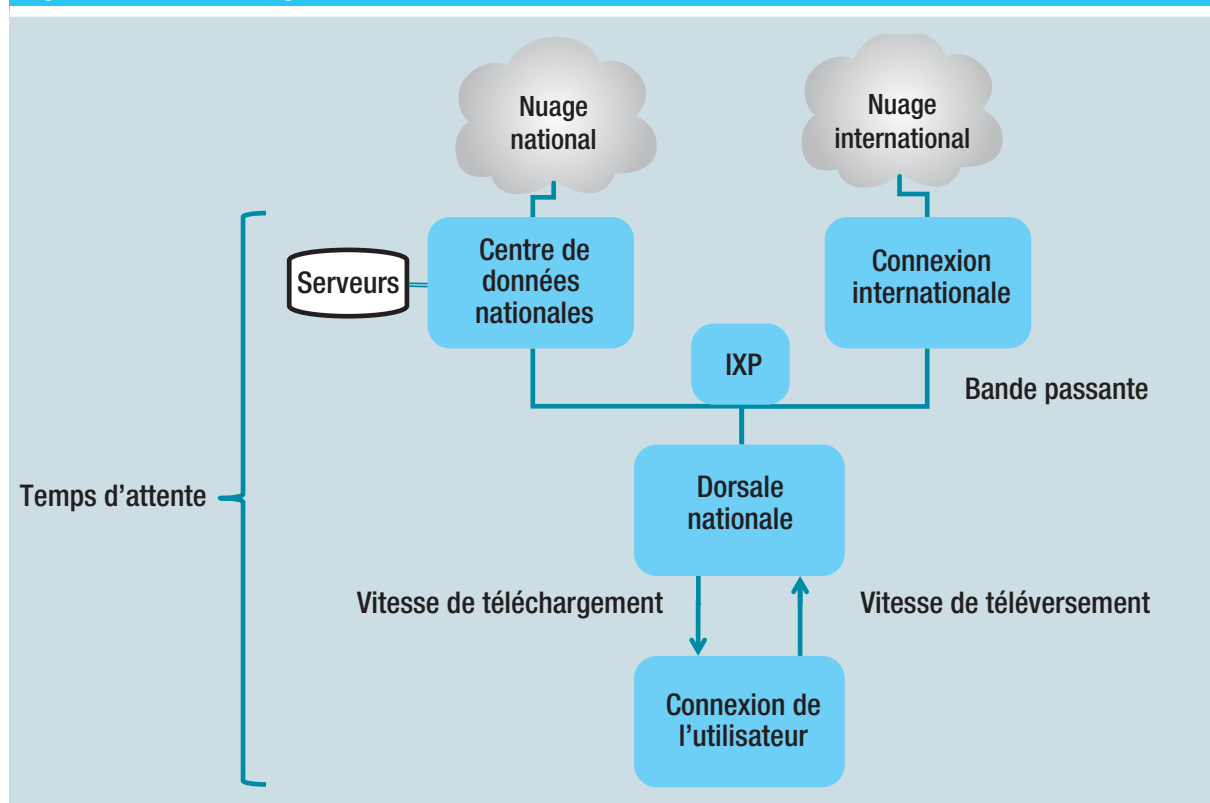 Nuage
national
Nuage
international
Serveurs
Centre de
données
nationales
Connexion
internationale
IXP
Bande passante
Dorsale
nationale
Temps d’attente
Vitesse de téléchargement
Vitesse de téléversement
Connexion de
l’utilisateur